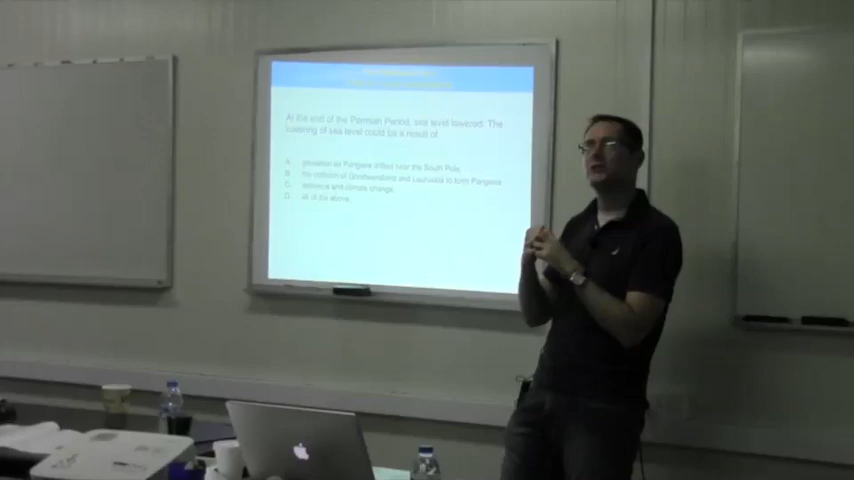 At the end of the Permian Period, sea level lowered. The
lowering of sea level could be a result of
A. glaciation as Pangaea drifted near the South Pole.
B. the collision of Gondwanaland and Laurussia to form Pangaea
C. and climate change.
D. all of the above.